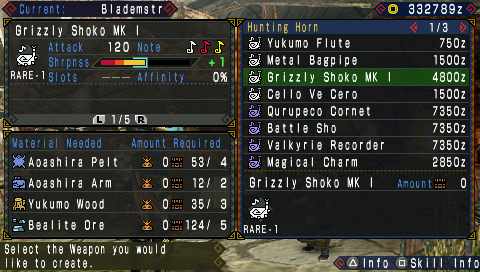 Current: Blademstr
332789z
Grizzly Shoko MK I
Attack 120 Note
Shrpnss +1
RARE-1 Slots --- Affinity 0%
L 1/5 R
Material Needed Amount Required
Aoashira Pelt 0 53/ 4
Aoashira Arm 0 12/ 2
Yukumo Wood 0 35/ 3
Bealite Ore 0 124/ 5
Select the Weapon you would
like to create.
Hunting Horn 1/3
Yukumo Flute 750z
Metal Bagpipe 1500z
Grizzly Shoko MK I 4800z
Cello Ve Cero 1500z
Qurupeco Cornet 7350z
Battle Sho 7350z
Valkyrie Recorder 7350z
Magical Charm 2850z
Grizzly Shoko MK I Amount 0
RARE-1
Info Skill Info